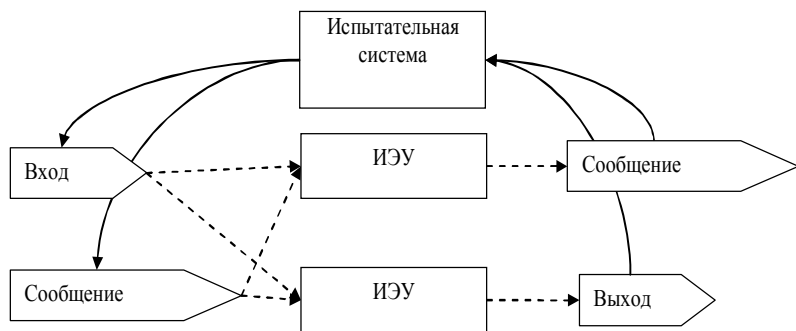 Испытательная
система
Вход
ИЭУ
Сообщение
Сообщение
ИЭУ
Выход